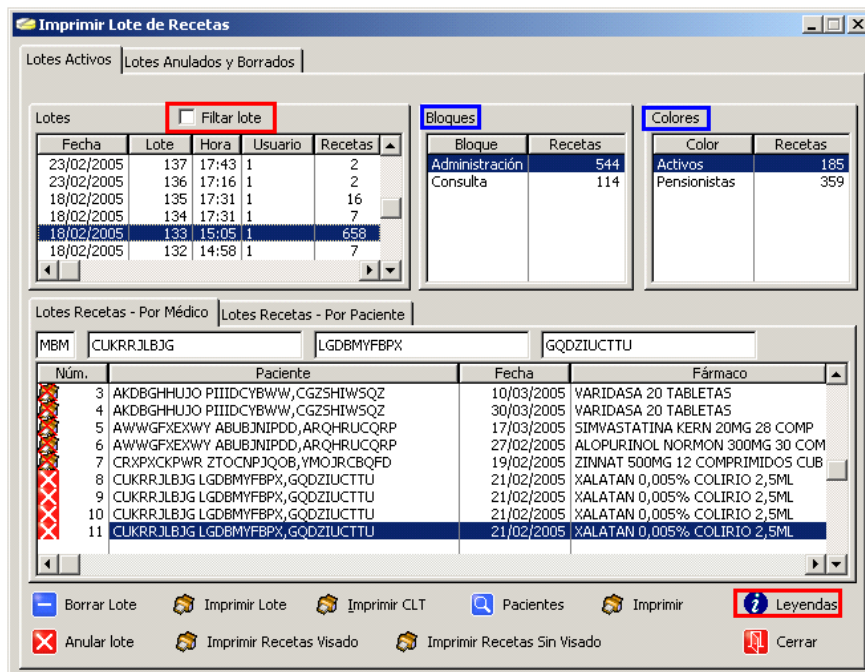 Imprimir Lote de Recetas
Lotes Activos Lotes Anulados y Borrados
Lotes Filtar lote
Fecha Lote Hora Usuario Recetas
23/02/2005 137 17:43 1 2
23/02/2005 136 17:16 1 2
18/02/2005 135 17:31 1 16
18/02/2005 134 17:31 1 7
18/02/2005 133 15:05 1 658
18/02/2005 132 14:58 1 7
Bloques
Bloque Recetas
Administración 544
Consulta 114
Colores
Color Recetas
Activos 185
Pensionistas 359
Lotes Recetas - Por Médico Lotes Recetas - Por Paciente
MBM CUKRRJLBJG LGDBMYFBPX GQDZIUCTTU
Núm. Paciente Fecha Fármaco
3 AKDBGHHUJO PIIIDCYBWW,CGZSHIWSQZ 10/03/2005 VARIDASA 20 TABLETAS
4 AKDBGHHUJO PIIIDCYBWW,CGZSHIWSQZ 30/03/2005 VARIDASA 20 TABLETAS
5 AWWGFXEXWY ABUBJNIPDD,ARQHRUCQRP 17/03/2005 SIMVASTATINA KERN 20MG 28 COMP
6 AWWGFXEXWY ABUBJNIPDD,ARQHRUCQRP 27/02/2005 ALOPURINOL NORMON 300MG 30 COM
7 CRXPXCKPWR ZTOCNPJQOB,YMOJRCBQFD 19/02/2005 ZINNAT 500MG 12 COMPRIMIDOS CUB
8 CUKRRJLBJG LGDBMYFBPX,GQDZIUCTTU 21/02/2005 XALATAN 0,005% COLIRIO 2,5ML
9 CUKRRJLBJG LGDBMYFBPX,GQDZIUCTTU 21/02/2005 XALATAN 0,005% COLIRIO 2,5ML
10 CUKRRJLBJG LGDBMYFBPX,GQDZIUCTTU 21/02/2005 XALATAN 0,005% COLIRIO 2,5ML
11 CUKRRJLBJG LGDBMYFBPX,GQDZIUCTTU 21/02/2005 XALATAN 0,005% COLIRIO 2,5ML
Borrar Lote Imprimir Lote Imprimir CLT Pacientes Imprimir Leyendas
Anular lote Imprimir Recetas Visado Imprimir Recetas Sin Visado Cerrar